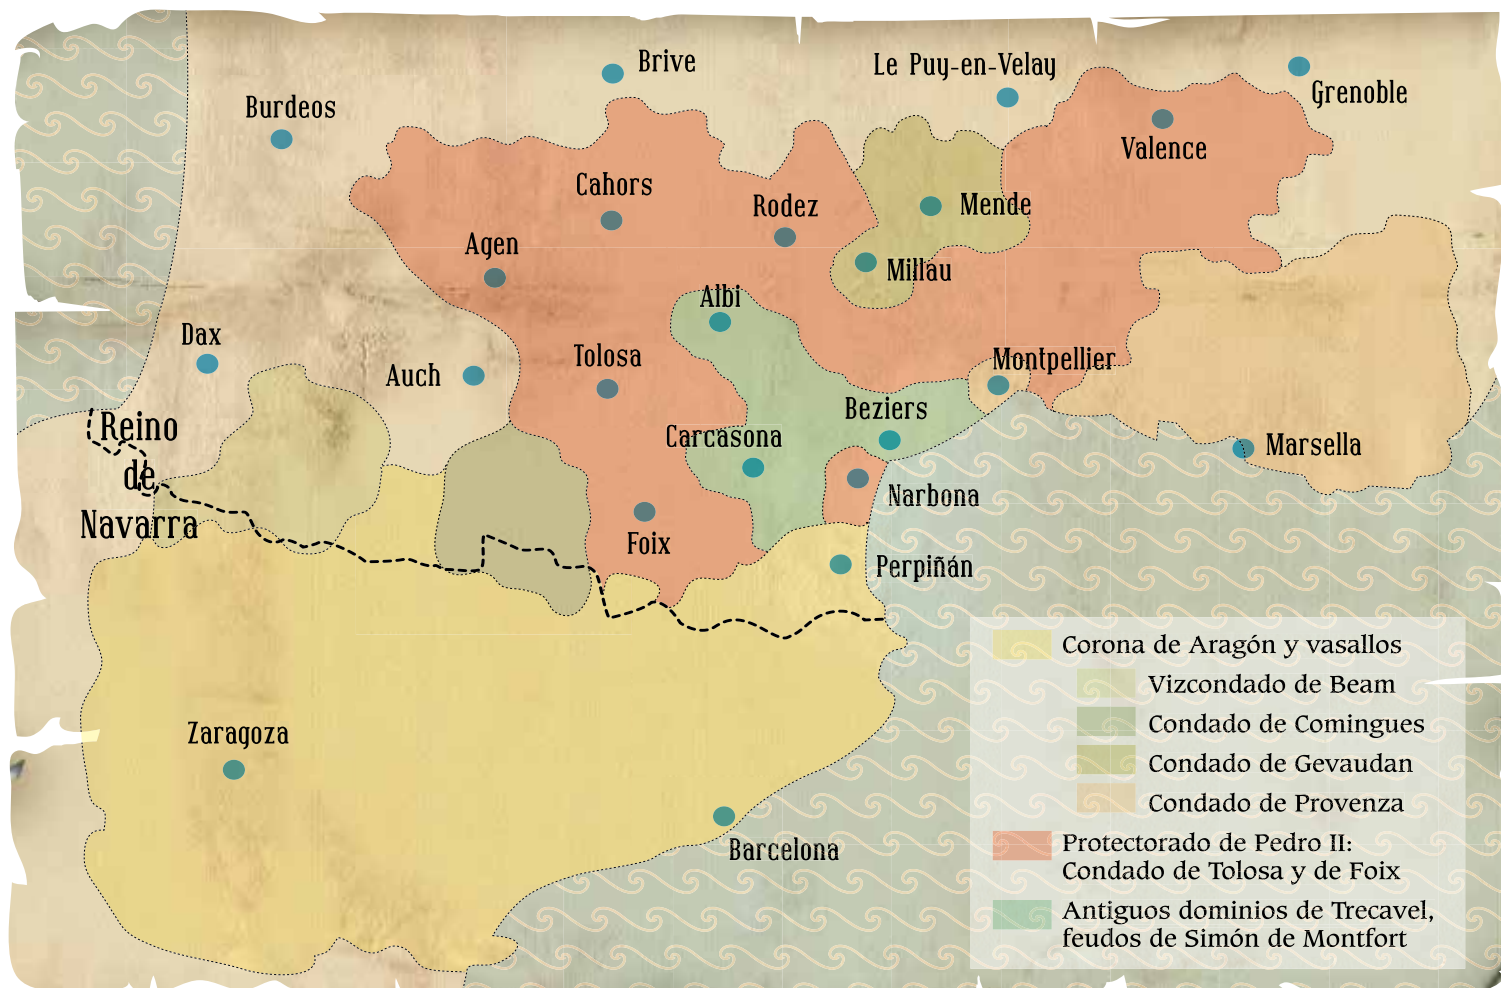 Brive
Le Puy-en-Velay
Grenoble
Burdeos
Valence
Cahors
Rodez
Mende
Agen
Millau
Albi
Dax
Tolosa
Montpellier
Auch
Beziers
Reino
de
Navarra
Carcasona
Marsella
Narbona
Foix
Perpiñán
Zaragoza
Barcelona
Corona de Aragón y vasallos
Vizcondado de Beam
Condado de Comingues
Condado de Gevaudan
Condado de Provenza
Protectorado de Pedro II:
Condado de Tolosa y de Foix
Antiguos dominios de Trecavel,
feudos de Simón de Montfort